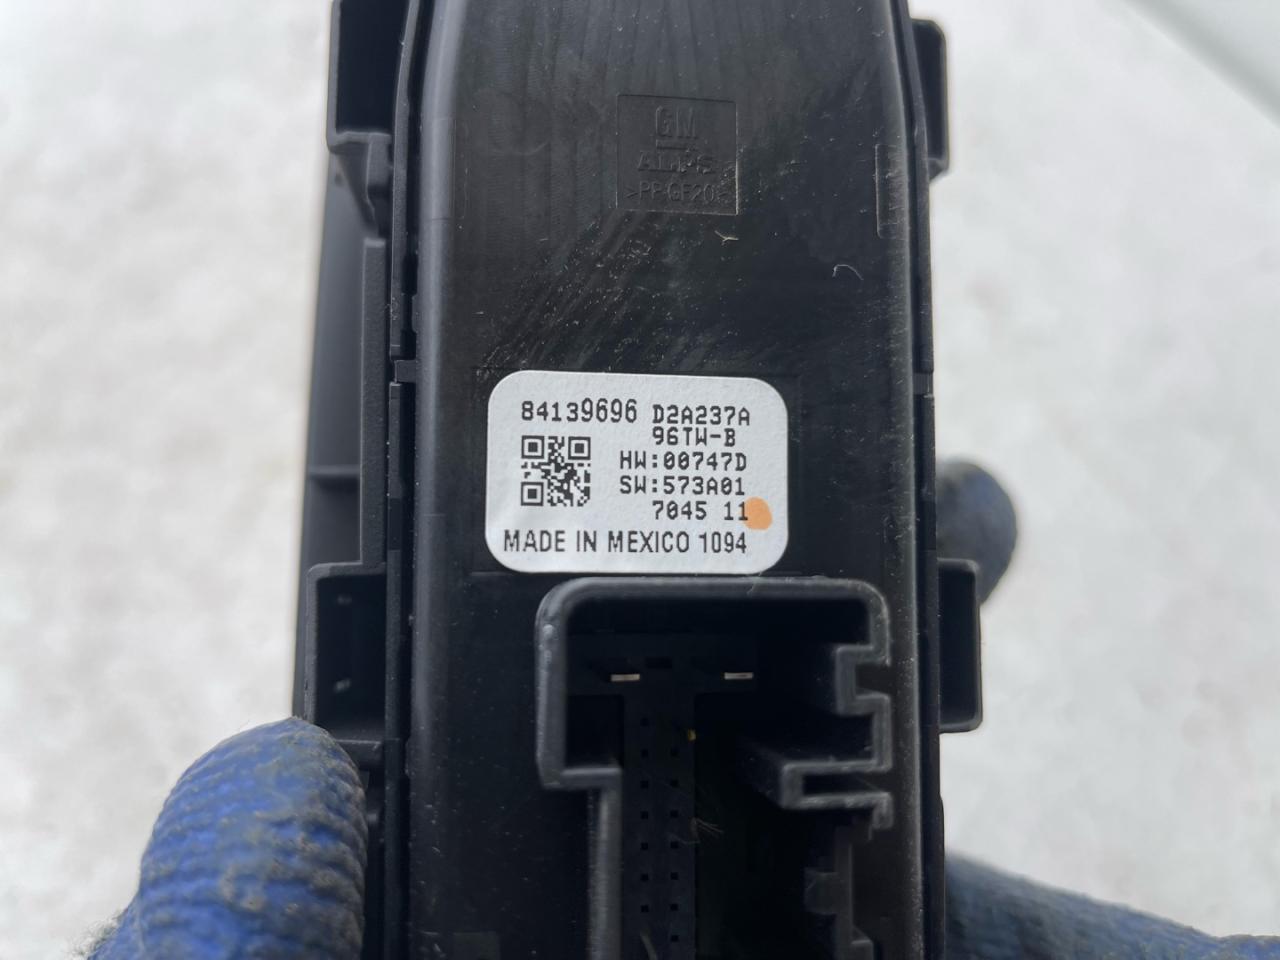 GM
ALPS
>PP-GF20<
84139696 D2A237A
96TW-B
HW:00747D
SW:573A01
7045 11
MADE IN MEXICO 1094